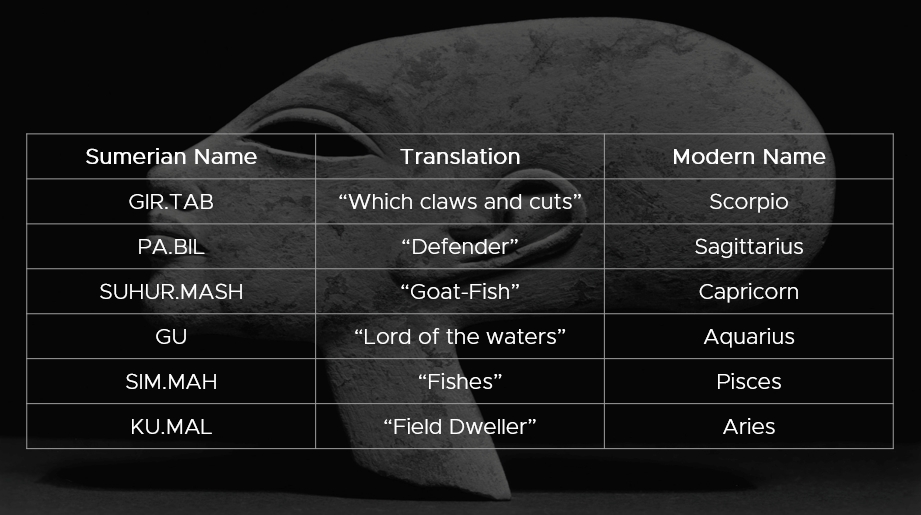 Sumerian Name Translation Modern Name
GIR.TAB “Which claws and cuts” Scorpio
PA.BIL “Defender” Sagittarius
SUHUR.MASH “Goat-Fish” Capricorn
GU “Lord of the waters” Aquarius
SIM.MAH “Fishes” Pisces
KU.MAL “Field Dweller” Aries